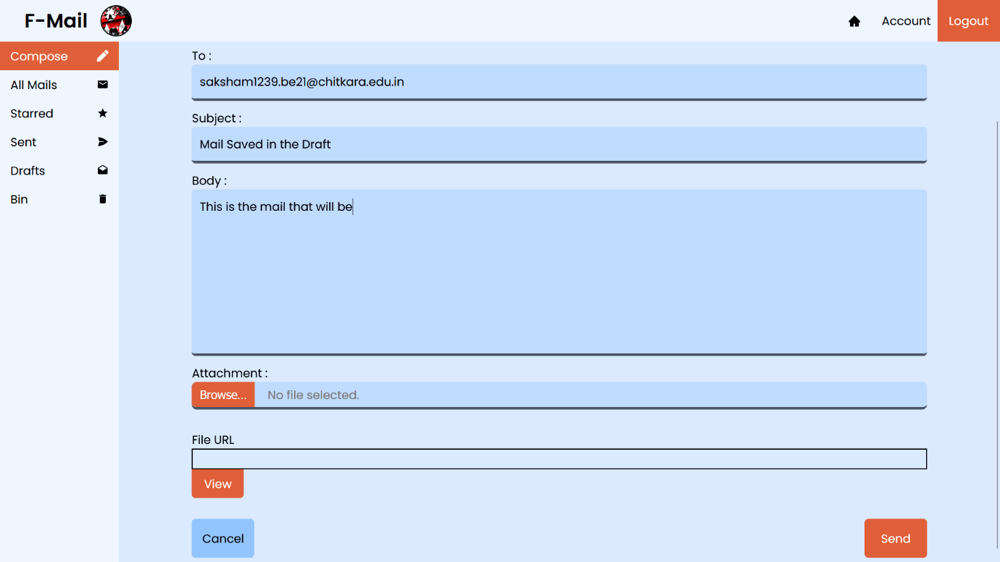 F-Mail
Account
Logout
Compose
All Mails
Starred
Sent
Drafts
Bin
To :
saksham1239.be21@chitkara.edu.in
Subject :
Mail Saved in the Draft
Body :
This is the mail that will be
Attachment :
Browse... No file selected.
File URL
View
Cancel
Send